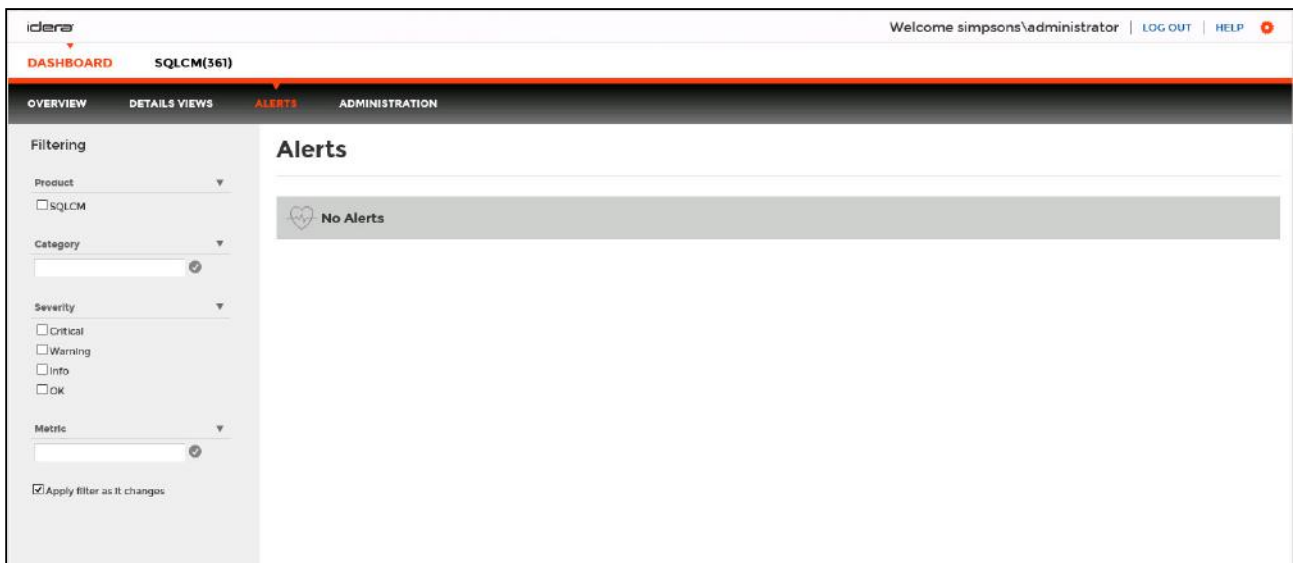 idera
Welcome simpsons\administrator | LOG OUT | HELP
DASHBOARD SQLCM(361)
OVERVIEW DETAILS VIEWS ALERTS ADMINISTRATION
Filtering
Product
SQLCM
Category
Severity
Critical
Warning
Info
OK
Metric
Apply filter as it changes
Alerts
No Alerts